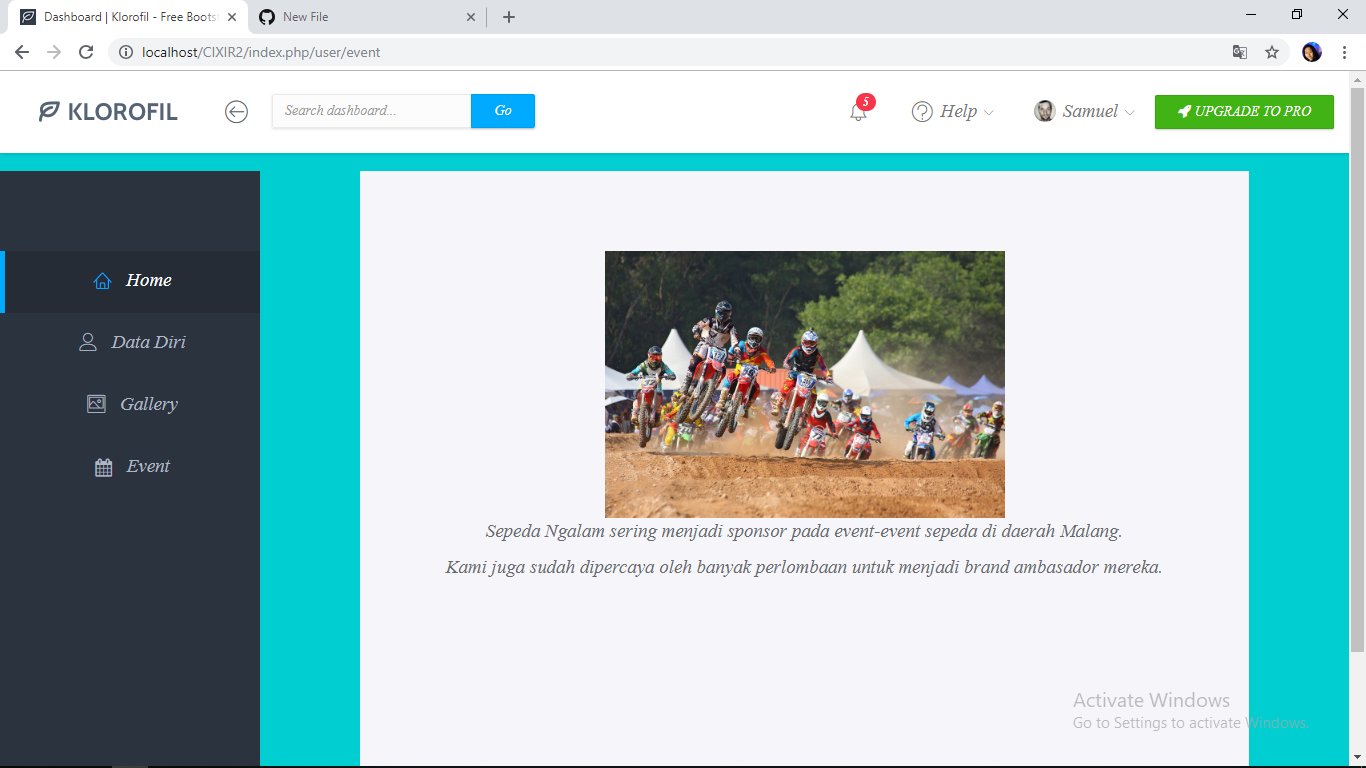 Dashboard | Klorofil - Free Boots
New File
localhost/CIXIR2/index.php/user/event
KLOROFIL
Search dashboard...
Go
5
Help
Samuel
UPGRADE TO PRO
Home
Data Diri
Gallery
Event
Sepeda Ngalam sering menjadi sponsor pada event-event sepeda di daerah Malang.
Kami juga sudah dipercaya oleh banyak perlombaan untuk menjadi brand ambasador mereka.
Activate Windows
Go to Settings to activate Windows.